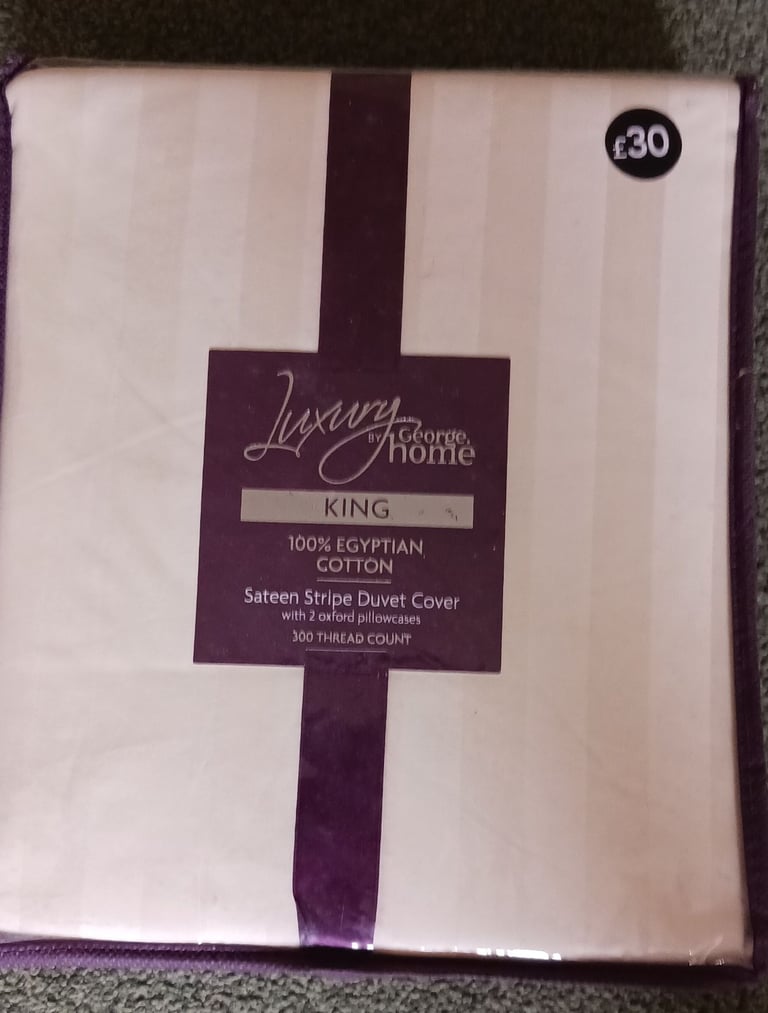 £30
Luxury
BY George.
home
KING
100% EGYPTIAN
COTTON
Sateen Stripe Duvet Cover
with 2 oxford pillowcases
300 THREAD COUNT